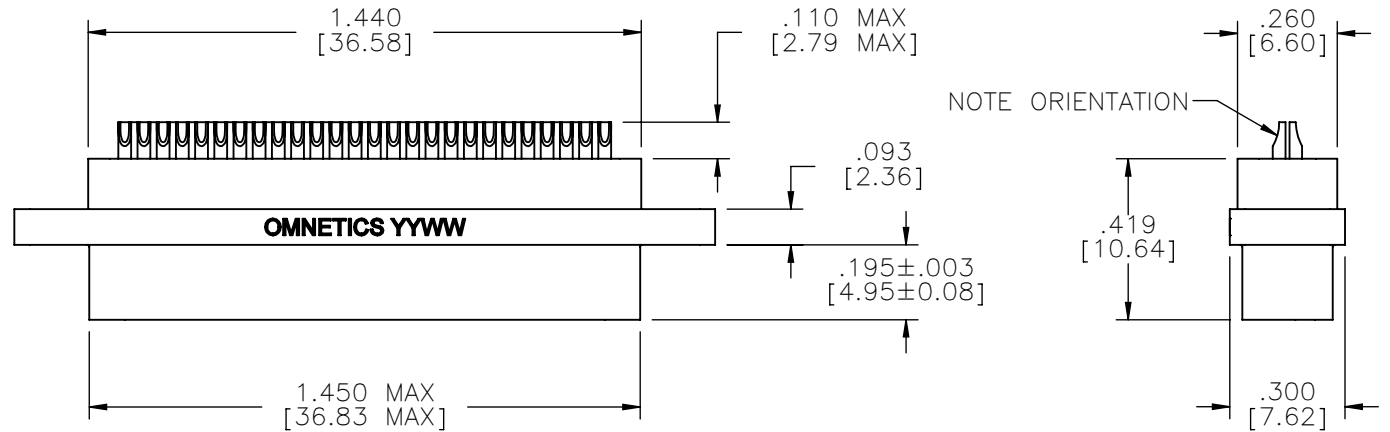 1.440
[36.58]
.110 MAX
[2.79 MAX]
.260
[6.60]
NOTE ORIENTATION
.093
[2.36]
OMNETICS YYWW
.419
[10.64]
.195±.003
[4.95±0.08]
1.450 MAX
[36.83 MAX]
.300
[7.62]